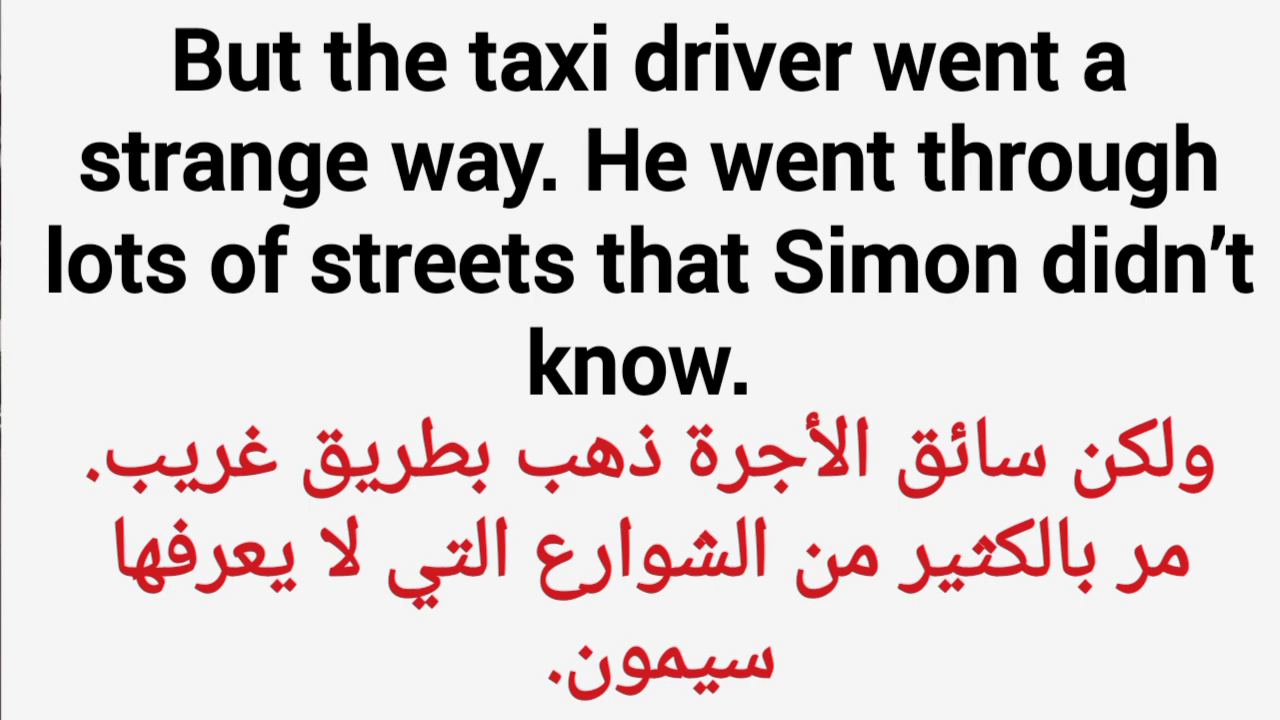 But the taxi driver went a
strange way. He went through
lots of streets that Simon didn’t
know.
ولكن سائق الأجرة ذهب بطريق غريب.
مر بالكثير من الشوارع التي لا يعرفها
سيمون.